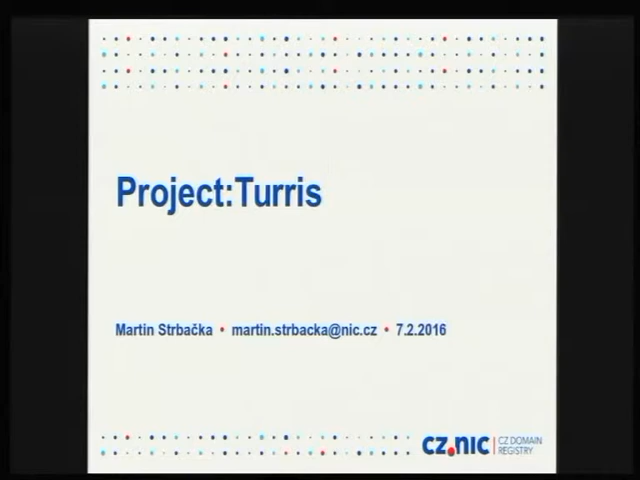 Project:Turris
Martin Strbačka • martin.strbacka@nic.cz • 7.2.2016
cz.nic | CZ DOMAIN
REGISTRY